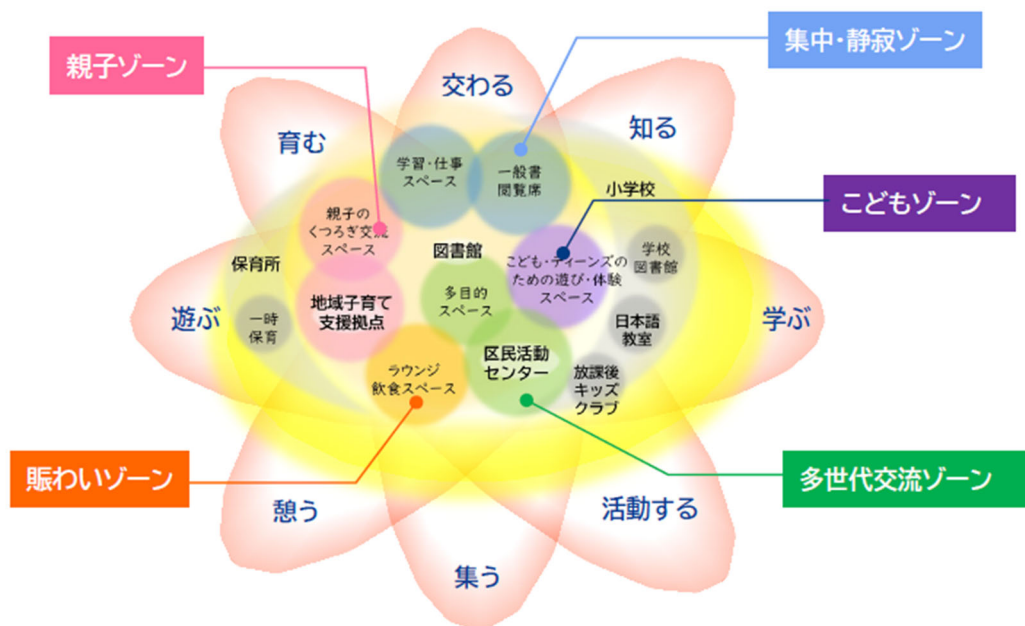 親子ゾーン
集中・静寂ゾーン
交わる
育む
知る
学習・仕事
スペース
一般書
閲覧席
小学校
こどもゾーン
親子の
くつろぎ交流
スペース
図書館
こども・ティーンズの
ための遊び・体験
スペース
学校
図書館
保育所
多目的
スペース
地域子育て
支援拠点
遊ぶ
一時
保育
日本語
教室
学ぶ
区民活動
センター
ラウンジ
飲食スペース
放課後
キッズ
クラブ
賑わいゾーン
多世代交流ゾーン
憩う
活動する
集う